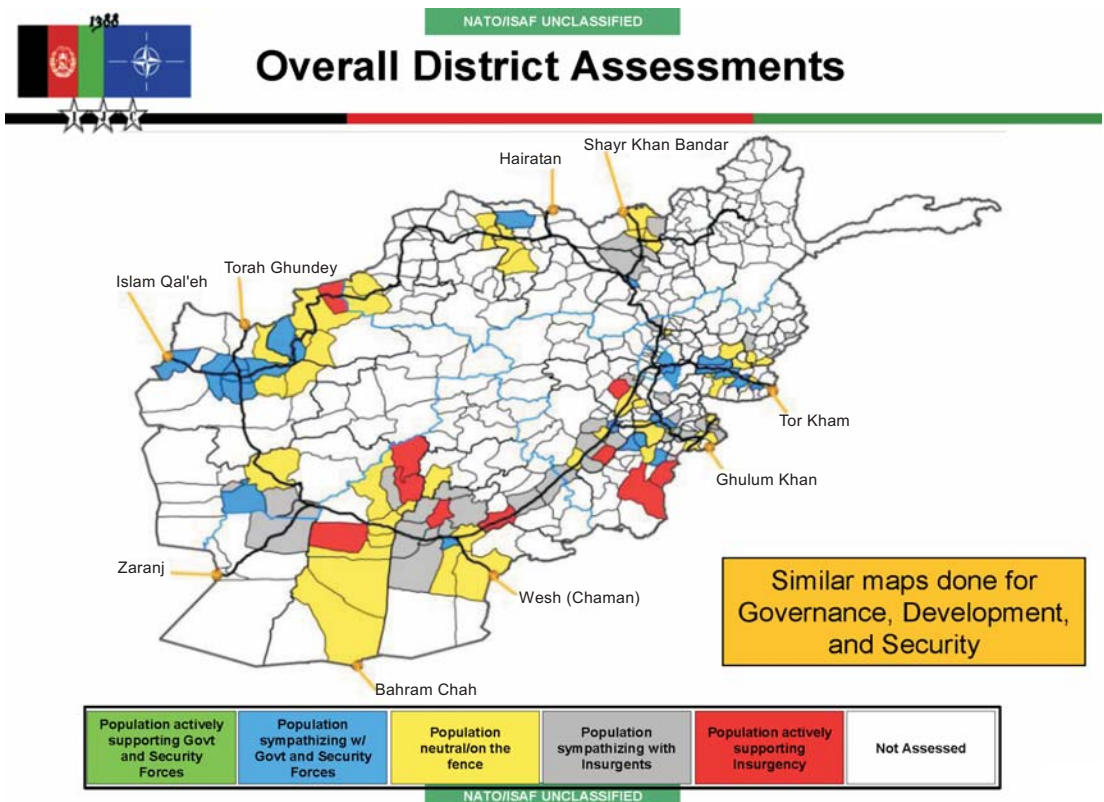 1388
NATO/ISAF UNCLASSIFIED
Overall District Assessments
I J C
Shayr Khan Bandar
Hairatan
Torah Ghundey
Islam Qal'eh
Tor Kham
Ghulum Khan
Zaranj
Wesh (Chaman)
Bahram Chah
Similar maps done for
Governance, Development,
and Security
Population actively
supporting Govt
and Security
Forces
Population
sympathizing w/
Govt and Security
Forces
Population
neutral/on the
fence
Population
sympathizing with
Insurgents
Population actively
supporting
Insurgency
Not Assessed
NATO/ISAF UNCLASSIFIED